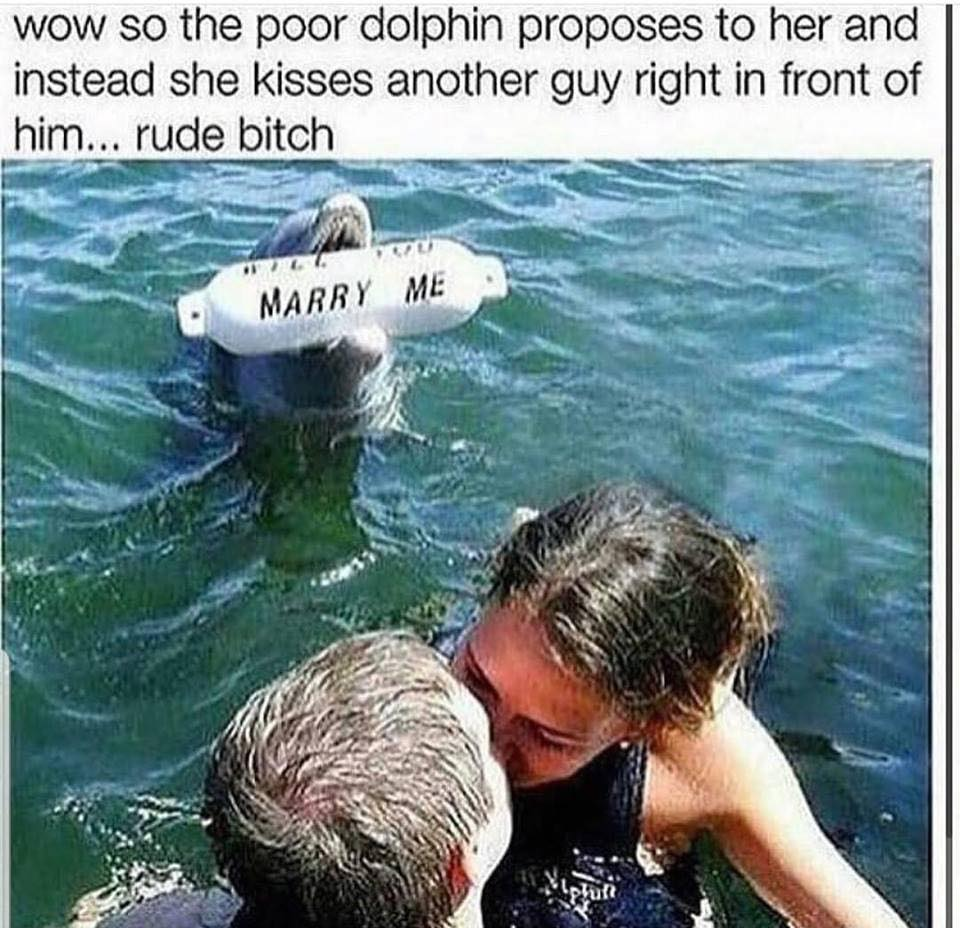 wow so the poor dolphin proposes to her and
instead she kisses another guy right in front of
him... rude bitch
MARRY ME